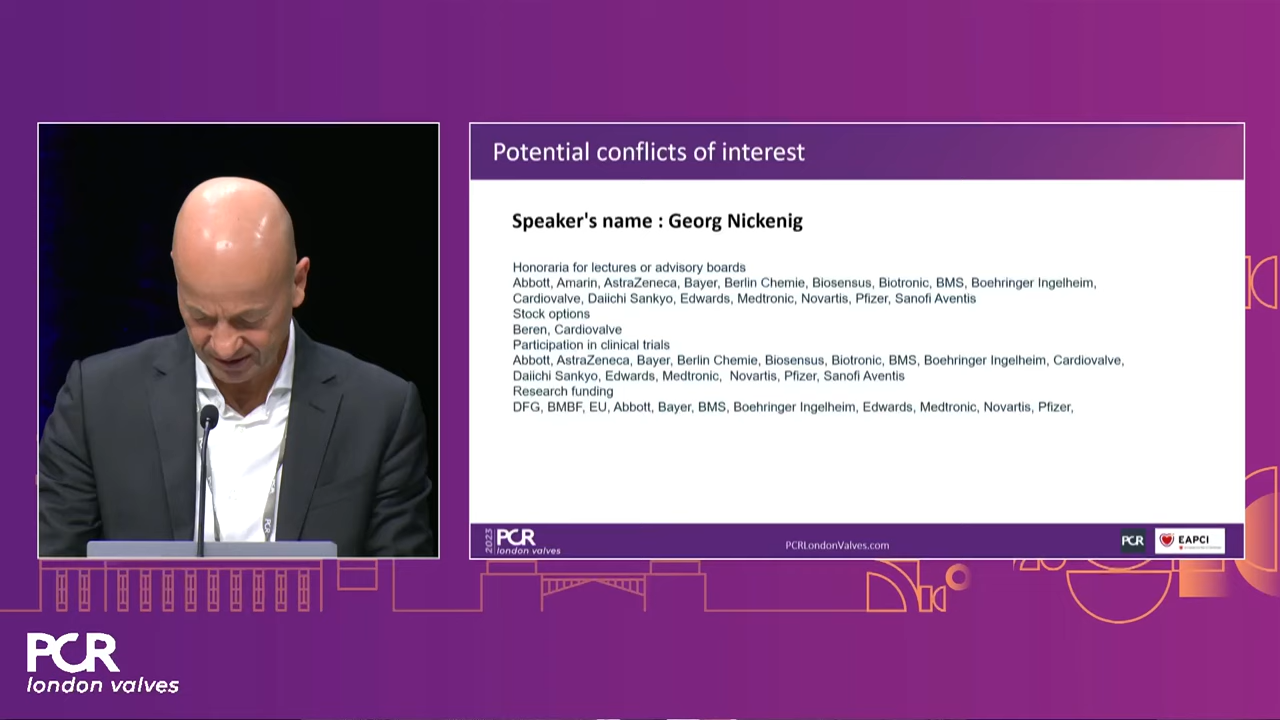 Potential conflicts of interest
Speaker's name : Georg Nickenig
Honoraria for lectures or advisory boards
Abbott, Amarin, AstraZeneca, Bayer, Berlin Chemie, Biosensus, Biotronic, BMS, Boehringer Ingelheim,
Cardiovalve, Daiichi Sankyo, Edwards, Medtronic, Novartis, Pfizer, Sanofi Aventis
Stock options
Beren, Cardiovalve
Participation in clinical trials
Abbott, AstraZeneca, Bayer, Berlin Chemie, Biosensus, Biotronic, BMS, Boehringer Ingelheim, Cardiovalve,
Daiichi Sankyo, Edwards, Medtronic, Novartis, Pfizer, Sanofi Aventis
Research funding
DFG, BMBF, EU, Abbott, Bayer, BMS, Boehringer Ingelheim, Edwards, Medtronic, Novartis, Pfizer,
2023
PCR
london valves
PCRLondonValves.com
PCR
EAPCI
PCR
PCR
london valves